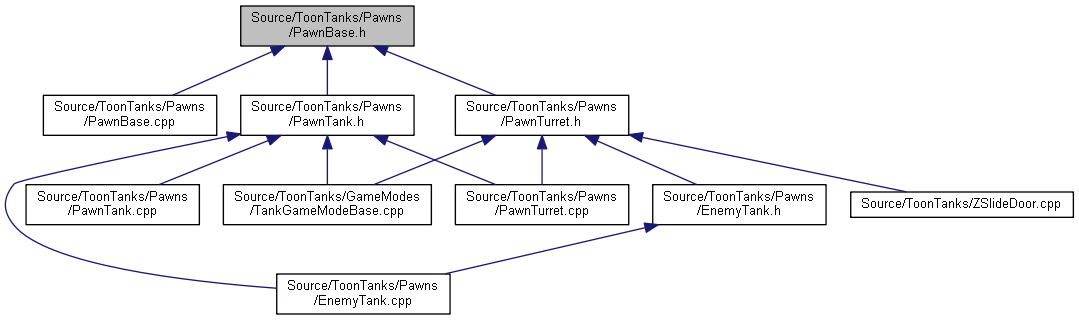 Source/ToonTanks/Pawns
/PawnBase.h
Source/ToonTanks/Pawns
/PawnBase.cpp
Source/ToonTanks/Pawns
/PawnTank.h
Source/ToonTanks/Pawns
/PawnTurret.h
Source/ToonTanks/Pawns
/PawnTank.cpp
Source/ToonTanks/GameModes
/TankGameModeBase.cpp
Source/ToonTanks/Pawns
/PawnTurret.cpp
Source/ToonTanks/Pawns
/EnemyTank.h
Source/ToonTanks/ZSlideDoor.cpp
Source/ToonTanks/Pawns
/EnemyTank.cpp